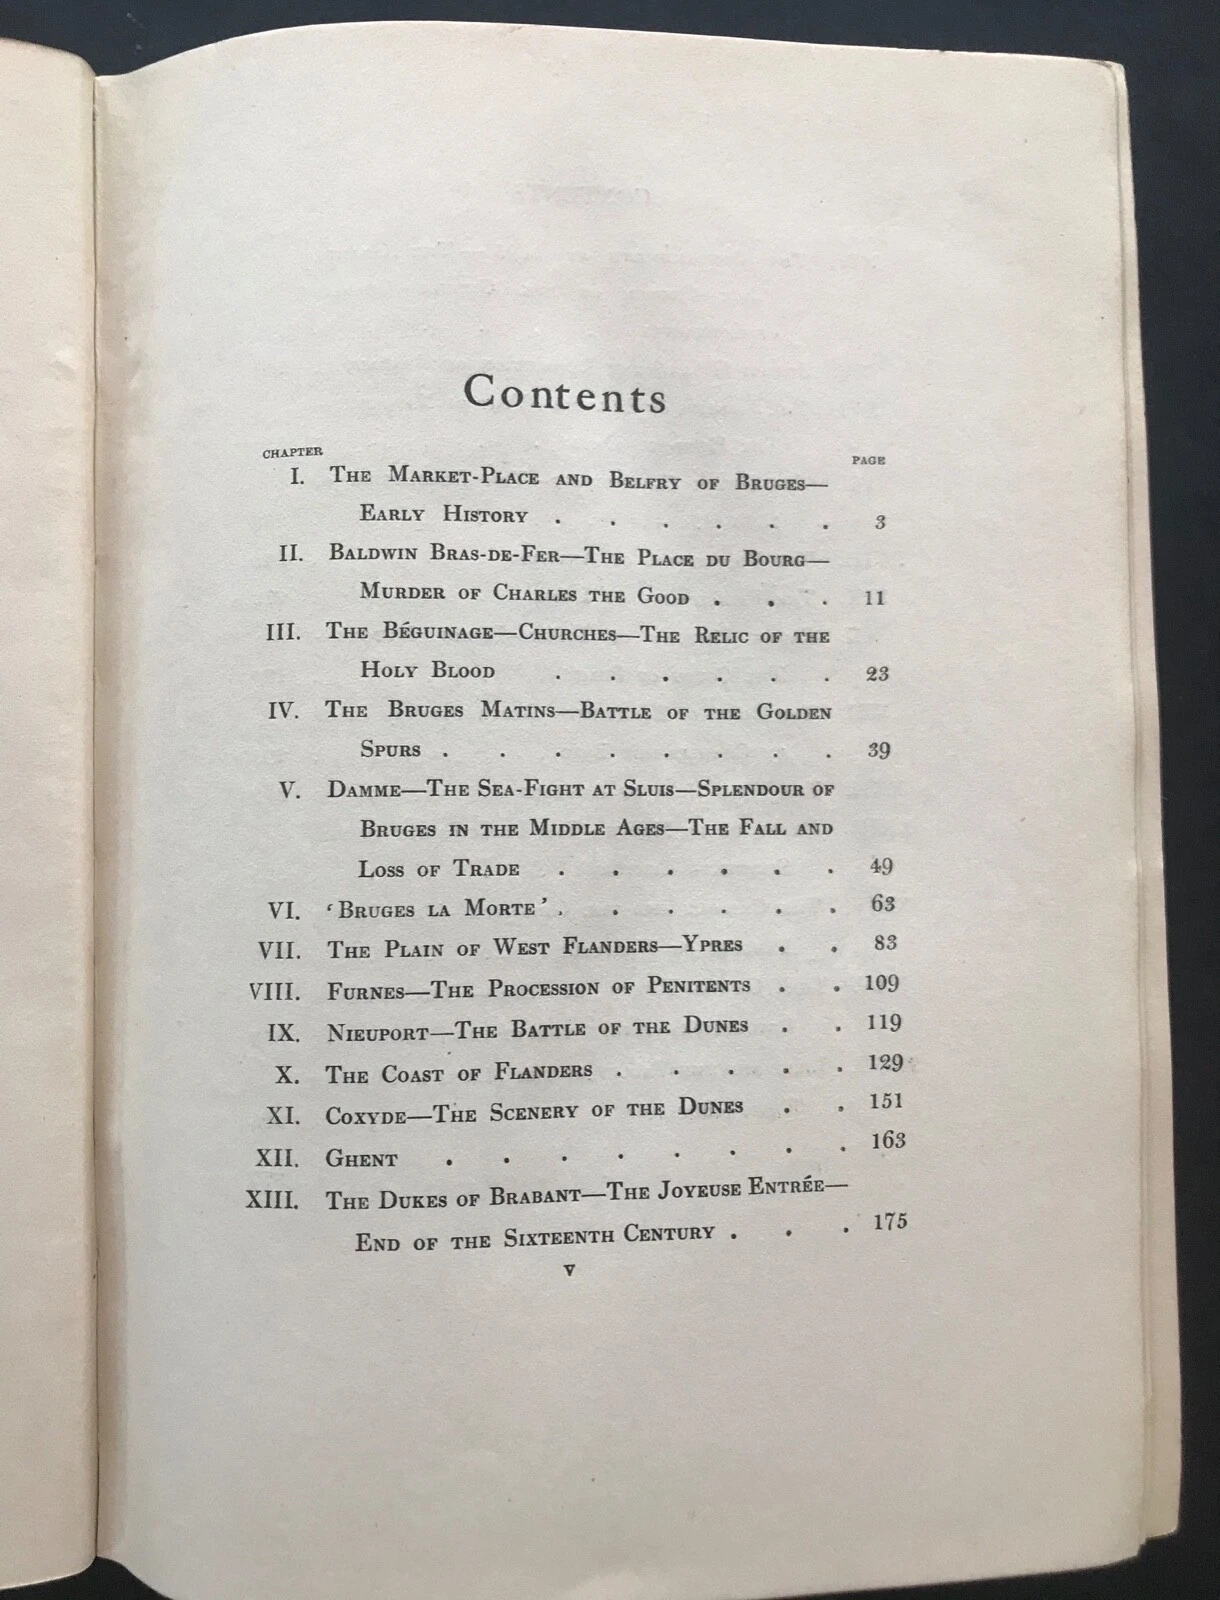 Contents
CHAPTER PAGE
I. The Market-Place and Belfry of Bruges—
Early History . . . . . . 3
II. Baldwin Bras-de-Fer—The Place du Bourg—
Murder of Charles the Good . . . 11
III. The Béguinage—Churches—The Relic of the
Holy Blood . . . . . . 23
IV. The Bruges Matins—Battle of the Golden
Spurs . . . . . . . . 39
V. Damme—The Sea-Fight at Sluis—Splendour of
Bruges in the Middle Ages—The Fall and
Loss of Trade . . . . . . 49
VI. ‘Bruges la Morte’ . . . . . . 63
VII. The Plain of West Flanders—Ypres . . 83
VIII. Furnes—The Procession of Penitents . . 109
IX. Nieuport—The Battle of the Dunes . . 119
X. The Coast of Flanders . . . . . 129
XI. Coxyde—The Scenery of the Dunes . . 151
XII. Ghent . . . . . . . . 163
XIII. The Dukes of Brabant—The Joyeuse Entrée—
End of the Sixteenth Century . . . 175
v